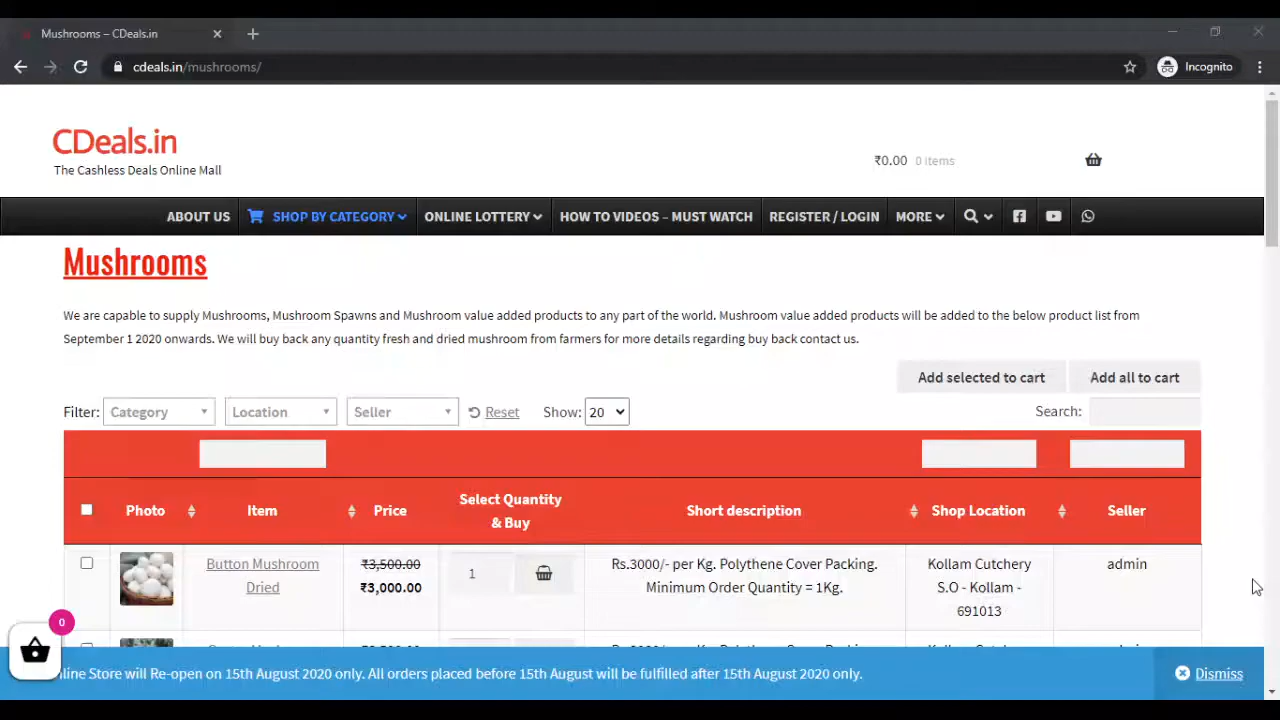 Mushrooms – CDeals.in
cdeals.in/mushrooms/
Incognito
CDeals.in
The Cashless Deals Online Mall
₹0.00 0 items
ABOUT US SHOP BY CATEGORY ONLINE LOTTERY HOW TO VIDEOS – MUST WATCH REGISTER / LOGIN MORE
Mushrooms
We are capable to supply Mushrooms, Mushroom Spawns and Mushroom value added products to any part of the world. Mushroom value added products will be added to the below product list from
September 1 2020 onwards. We will buy back any quantity fresh and dried mushroom from farmers for more details regarding buy back contact us.
Add selected to cart Add all to cart
Filter: Category Location Seller Reset Show: 20 Search:
Photo Item Price Select Quantity & Buy Short description Shop Location Seller
Button Mushroom
Dried
₹3,500.00
₹3,000.00
1
Rs.3000/- per Kg. Polythene Cover Packing.
Minimum Order Quantity = 1Kg.
Kollam Cutchery
S.O - Kollam -
691013
admin
0
Store will Re-open on 15th August 2020 only. All orders placed before 15th August will be fulfilled after 15th August 2020 only.
Dismiss